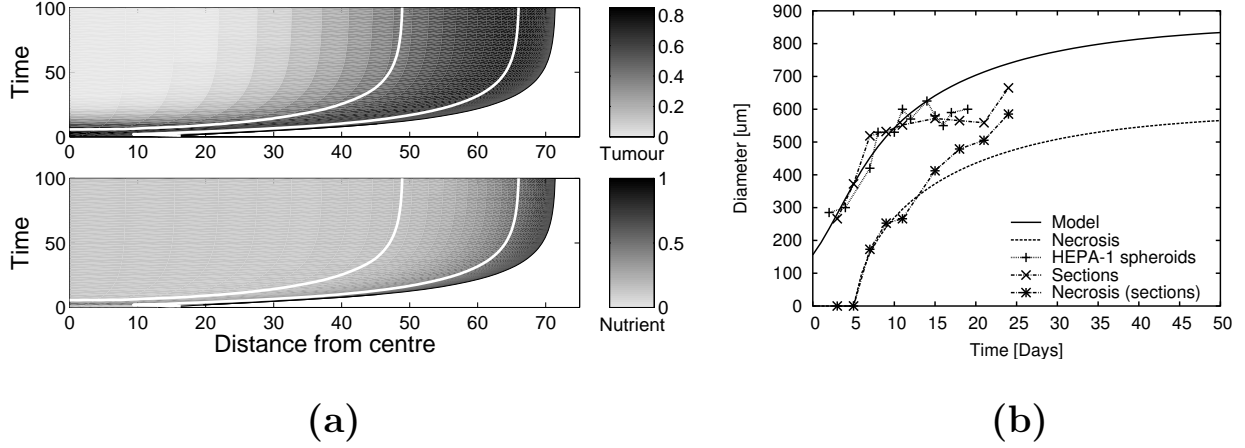 100
50
0
Time
0 10 20 30 40 50 60 70
0.8
0.6
0.4
0.2
0
Tumour
100
50
0
Time
0 10 20 30 40 50 60 70
1
0.5
0
Nutrient
Distance from centre
(a)
900
800
700
600
500
400
300
200
100
0
Diameter [um]
Model
Necrosis
HEPA-1 spheroids
Sections
Necrosis (sections)
0 5 10 15 20 25 30 35 40 45 50
Time [Days]
(b)